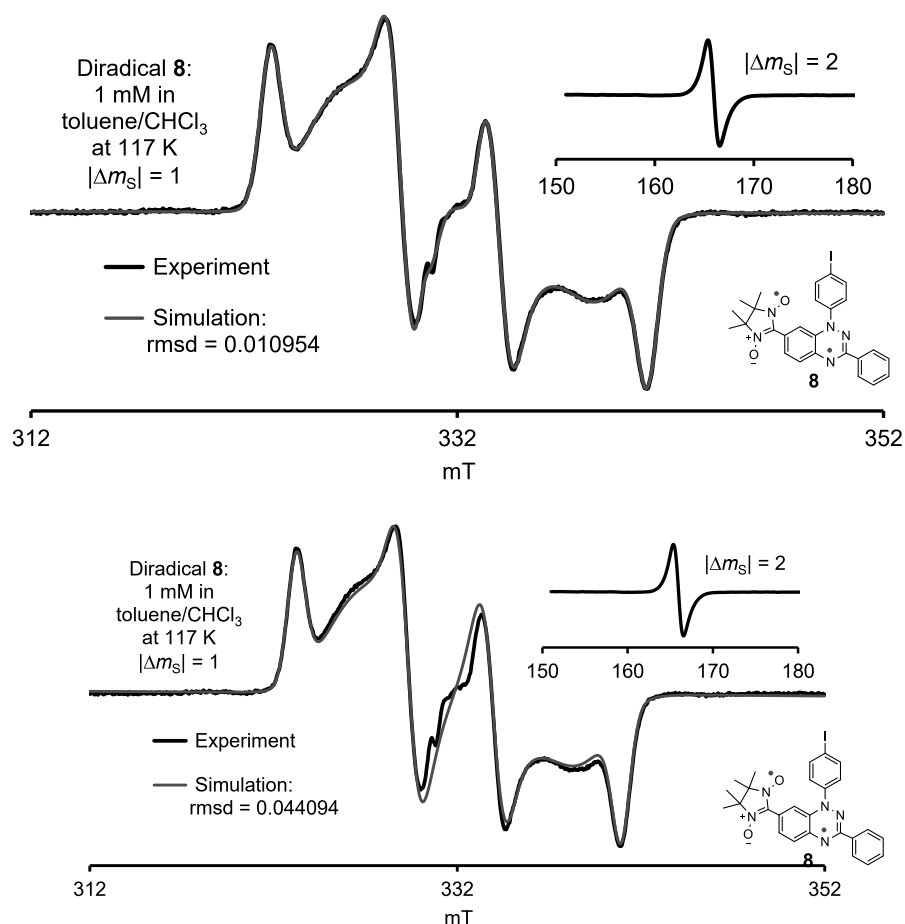 Diradical 8:
1 mM in
toluene/CHCl₃
at 117 K
|Δmₛ| = 1
|Δmₛ| = 2
150 160 170 180
Experiment
Simulation:
rmsd = 0.010954
I
N O
N
O
N N
N
8
312 332 352
mT
Diradical 8:
1 mM in
toluene/CHCl₃
at 117 K
|Δmₛ| = 1
|Δmₛ| = 2
150 160 170 180
Experiment
Simulation:
rmsd = 0.044094
I
N O
N
O
N N
N
8
312 332 352
mT